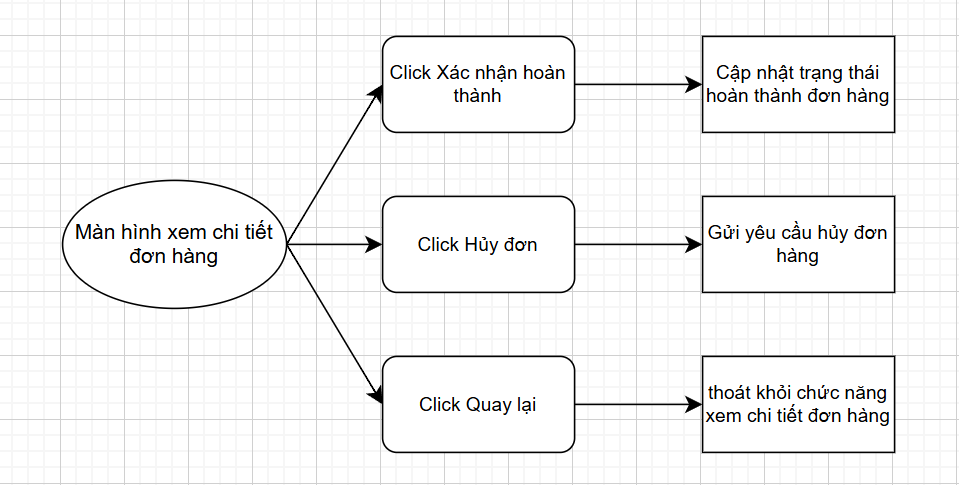 Click Xác nhận hoàn
thành
Cập nhật trạng thái
hoàn thành đơn hàng
Màn hình xem chi tiết
đơn hàng
Click Hủy đơn
Gửi yêu cầu hủy đơn
hàng
Click Quay lại
thoát khỏi chức năng
xem chi tiết đơn hàng